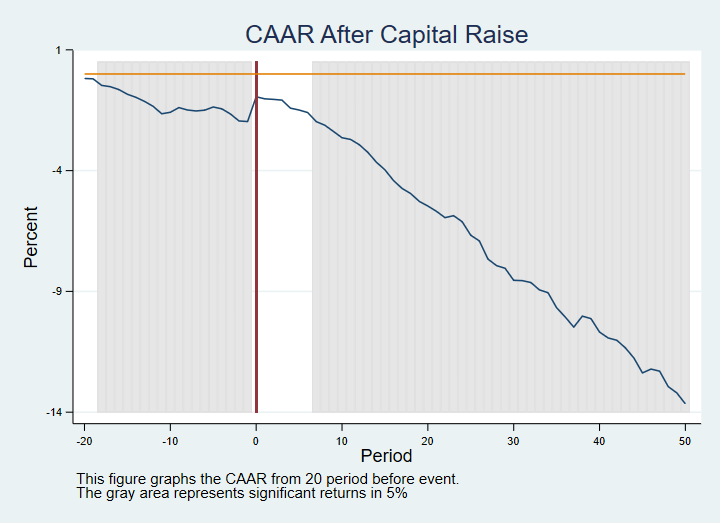 CAAR After Capital Raise
1
-4
-9
-14
Percent
-20 -10 0 10 20 30 40 50
Period
This figure graphs the CAAR from 20 period before event.
The gray area represents significant returns in 5%